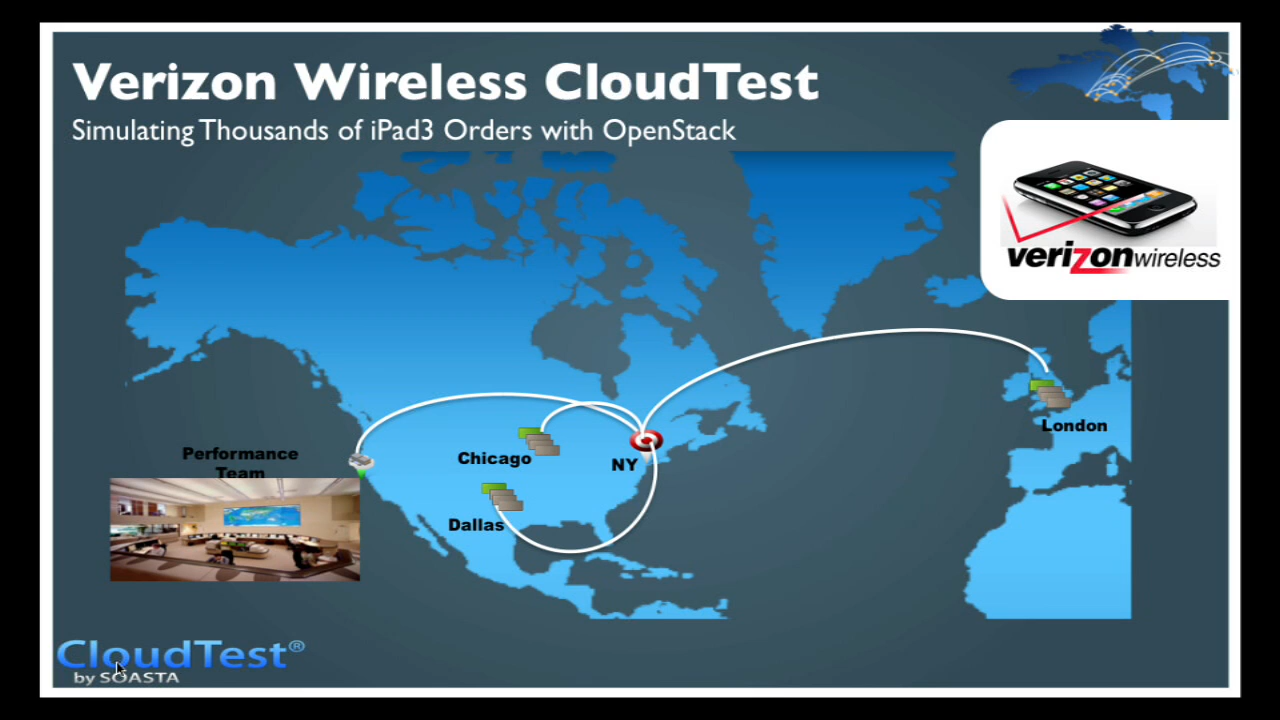 Verizon Wireless CloudTest
Simulating Thousands of iPad3 Orders with OpenStack
verizonwireless
London
Performance
Team
Chicago
NY
Dallas
CloudTest®
by SOASTA